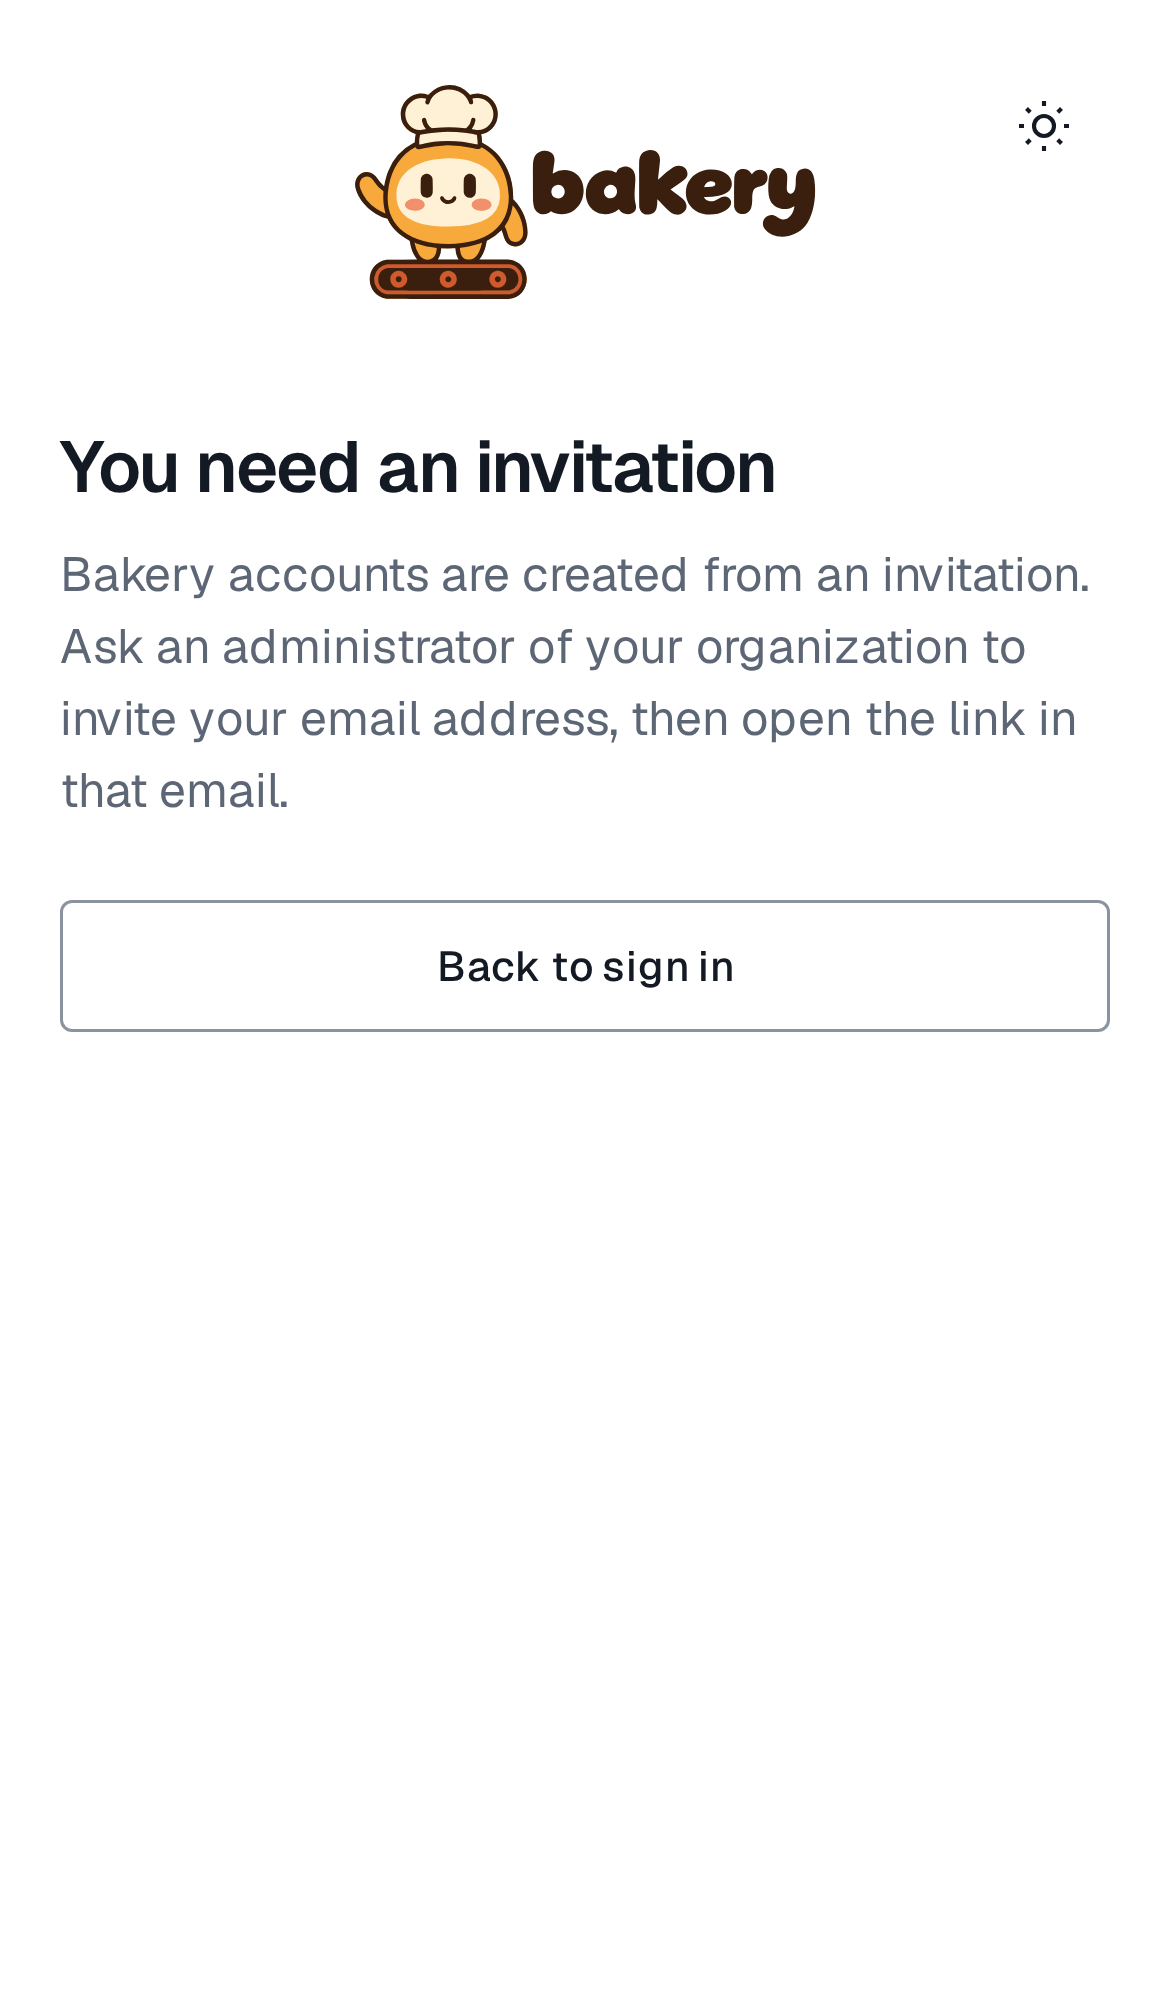 bakery
You need an invitation
Bakery accounts are created from an invitation.
Ask an administrator of your organization to
invite your email address, then open the link in
that email.
Back to sign in